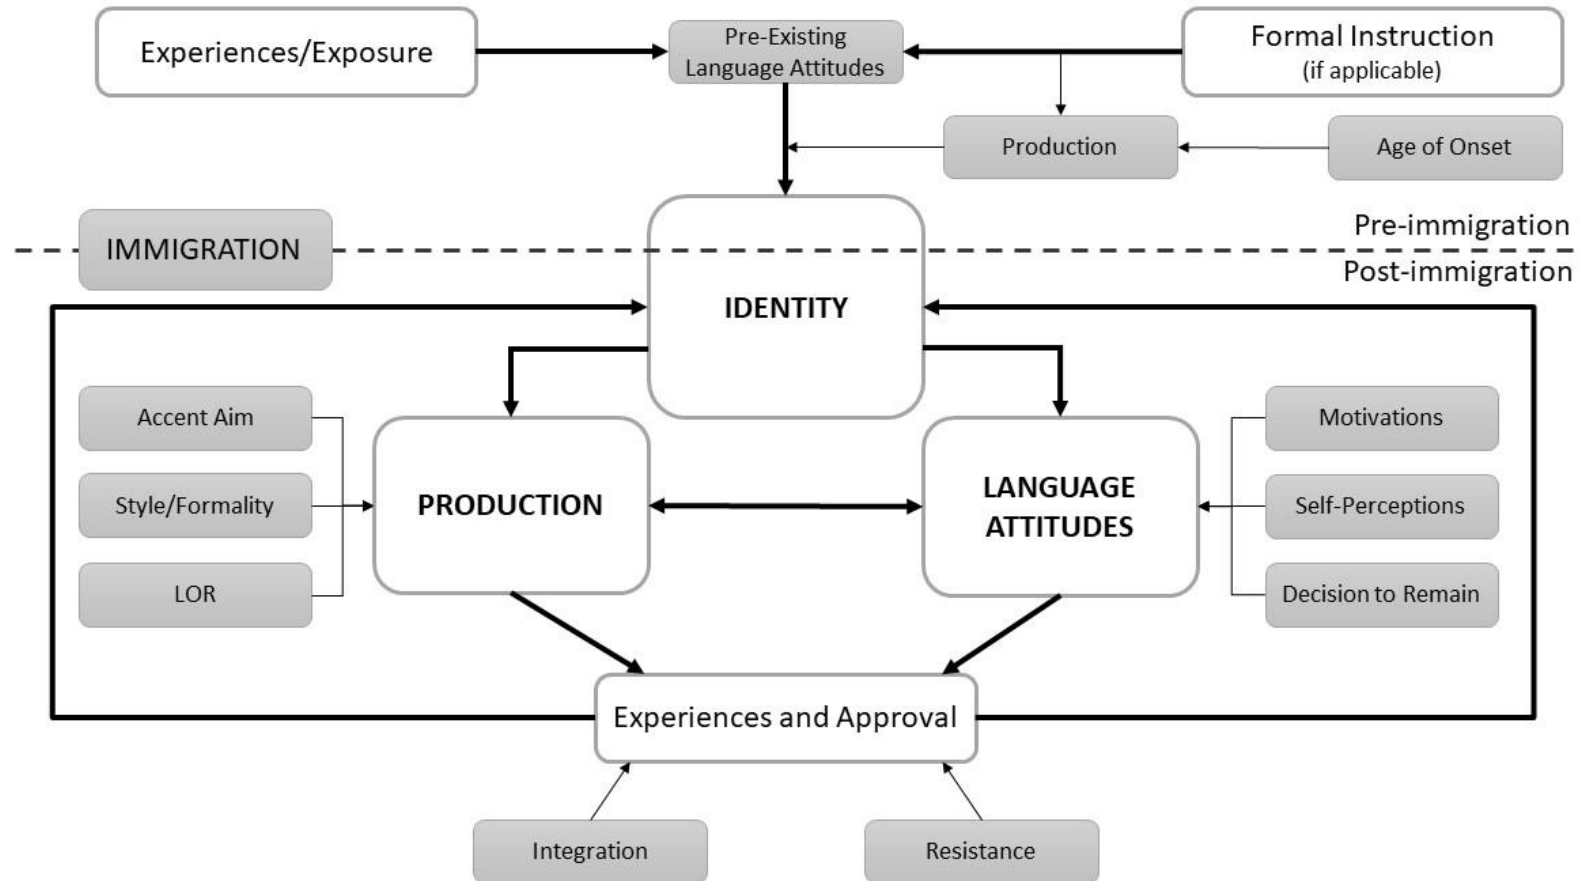 Experiences/Exposure
Pre-Existing
Language Attitudes
Formal Instruction
(if applicable)
Production
Age of Onset
Pre-immigration
IMMIGRATION
Post-immigration
IDENTITY
Accent Aim
Motivations
Style/Formality
PRODUCTION
LANGUAGE
ATTITUDES
Self-Perceptions
LOR
Decision to Remain
Experiences and Approval
Integration
Resistance